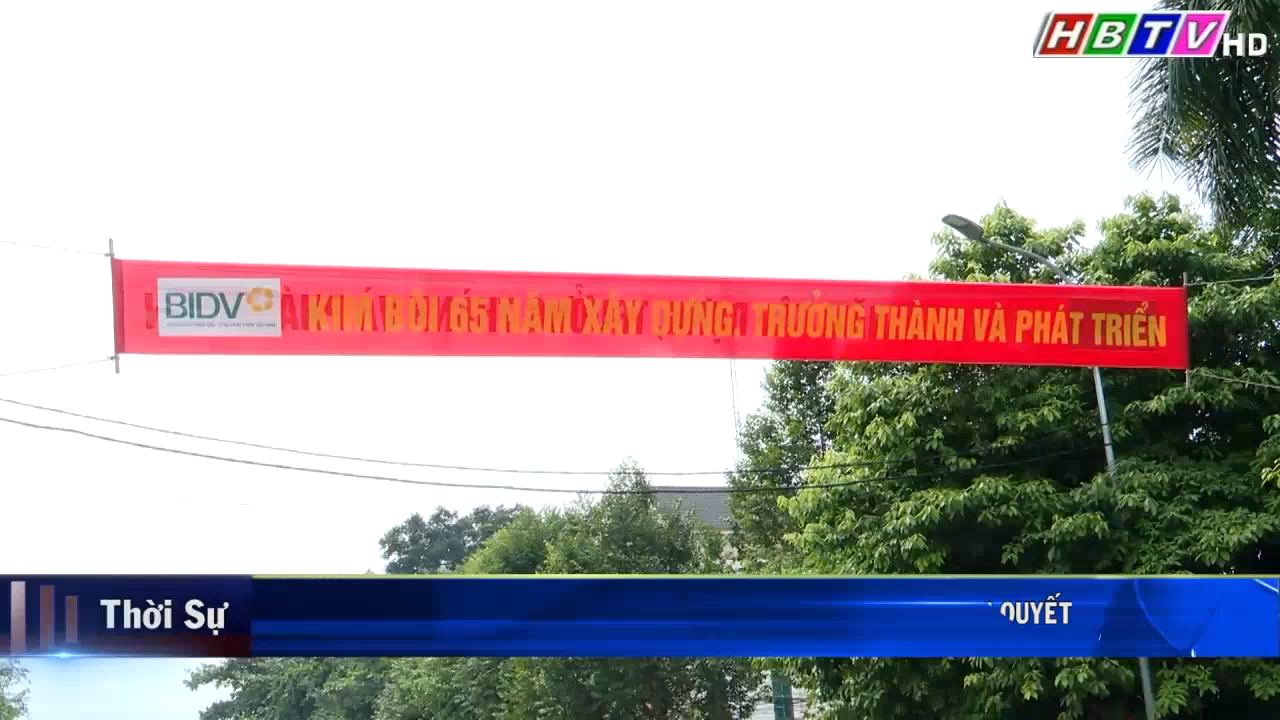 HBTV HD
BIDV
KIM BÔI 65 NĂM XÂY DỰNG, TRƯỞNG THÀNH VÀ PHÁT TRIỂN
Thời Sự
QUYẾT